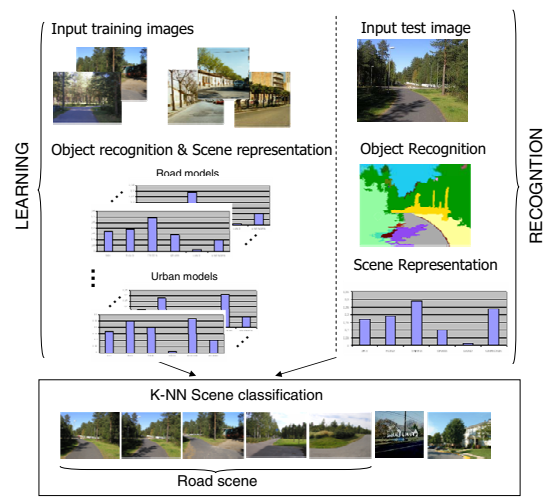 LEARNING
Input training images
Object recognition & Scene representation
Road models
Urban models
Input test image
Object Recognition
Scene Representation
RECOGNTION
K-NN Scene classification
Road scene